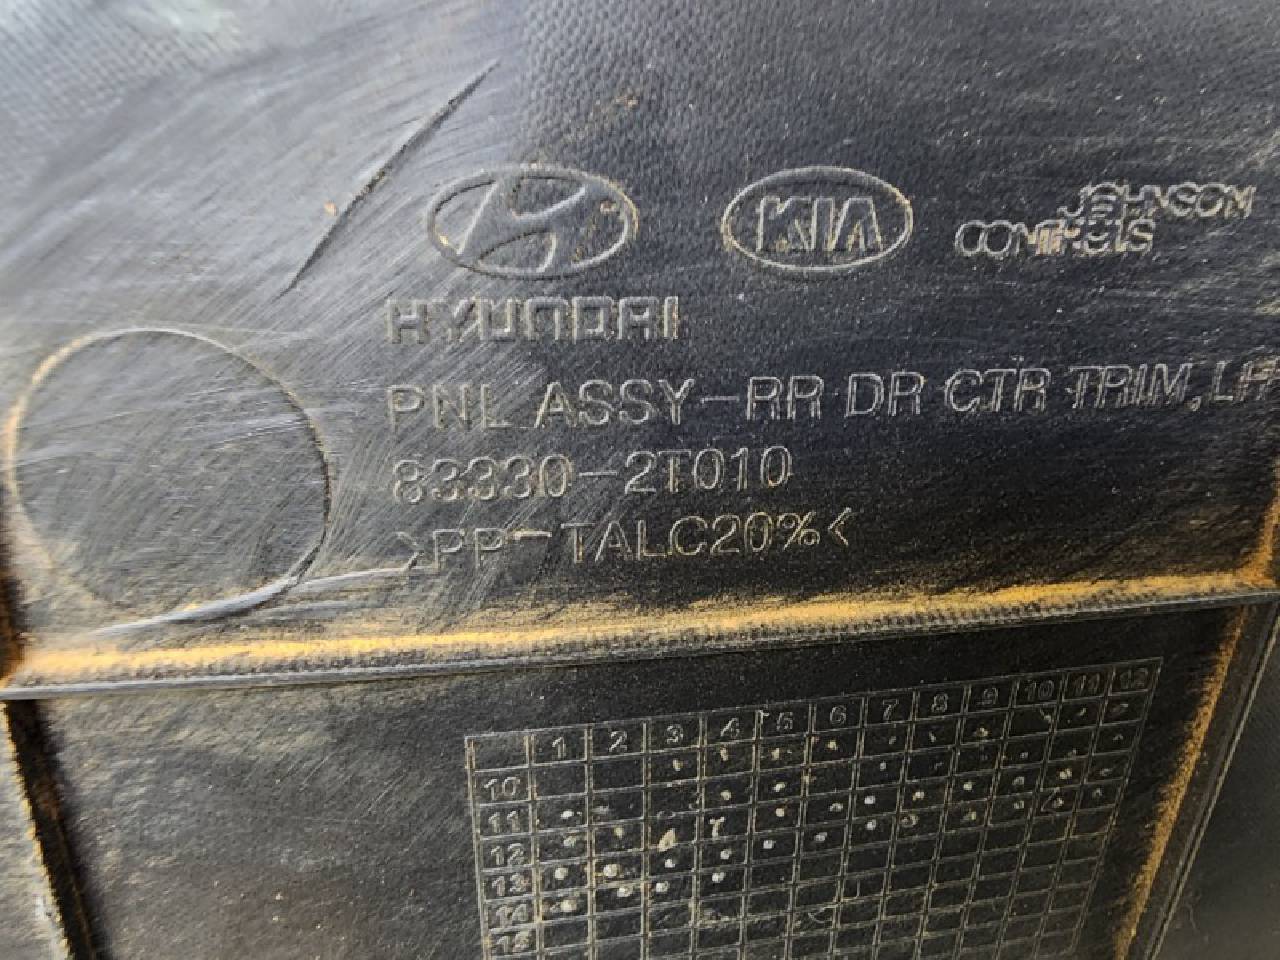 KIA
JOHNSON
CONTROLS
HYUNDAI
PNL ASSY-RR DR CTR TRIM, LH
83330-2T010
>PP-TALC20%<
1 2 3 4 5 6 7 8 9 10 11 12
10
11
12
13
14
15